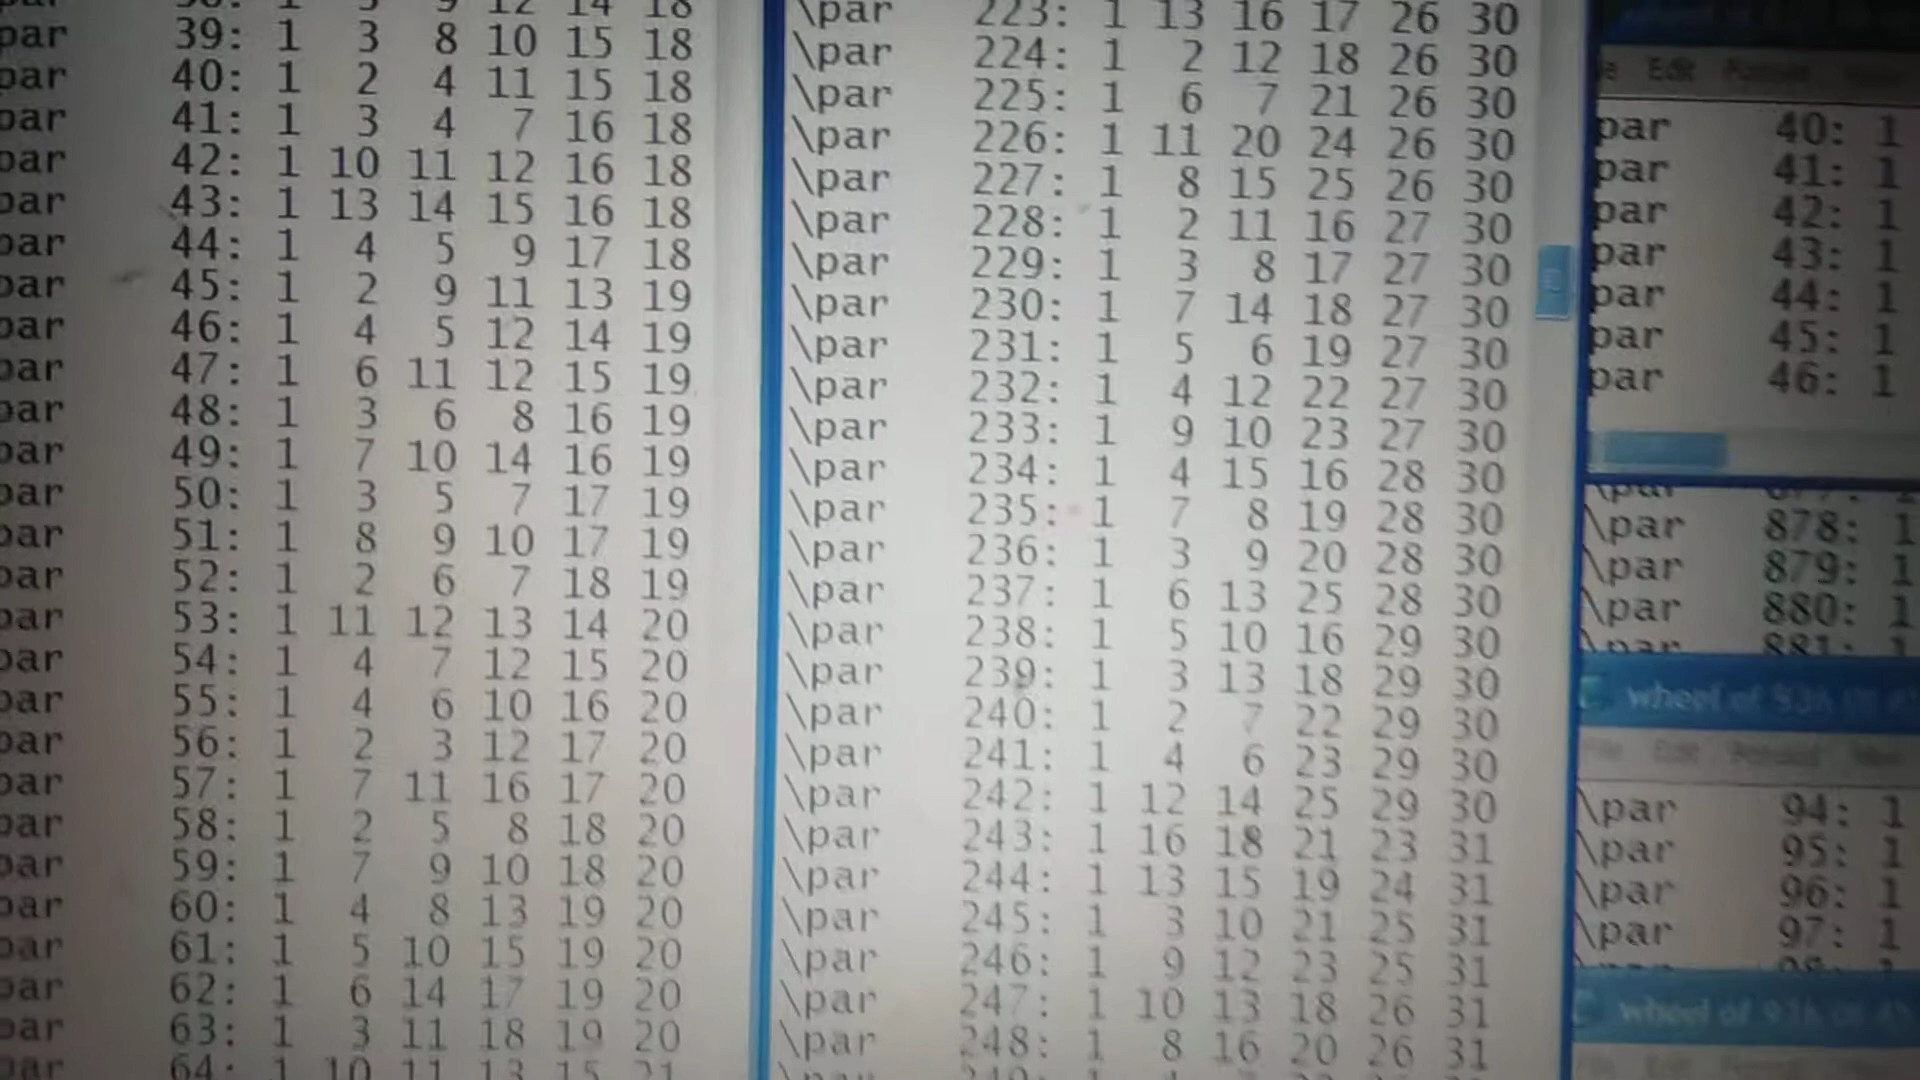 par 39: 1 3 8 10 15 18
par 40: 1 2 4 11 15 18
par 41: 1 3 4 7 16 18
par 42: 1 10 11 12 16 18
par 43: 1 13 14 15 16 18
par 44: 1 4 5 9 17 18
par 45: 1 2 9 11 13 19
par 46: 1 4 5 12 14 19
par 47: 1 6 11 12 15 19
par 48: 1 3 6 8 16 19
par 49: 1 7 10 14 16 19
par 50: 1 3 5 7 17 19
par 51: 1 8 9 10 17 19
par 52: 1 2 6 7 18 19
par 53: 1 11 12 13 14 20
par 54: 1 4 7 12 15 20
par 55: 1 4 6 10 16 20
par 56: 1 2 3 12 17 20
par 57: 1 7 11 16 17 20
par 58: 1 2 5 8 18 20
par 59: 1 7 9 10 18 20
par 60: 1 4 8 13 19 20
par 61: 1 5 10 15 19 20
par 62: 1 6 14 17 19 20
par 63: 1 3 11 18 19 20
par 64: 1 10 11 13 15 21
\par 223: 1 13 16 17 26 30
\par 224: 1 2 12 18 26 30
\par 225: 1 6 7 21 26 30
\par 226: 1 11 20 24 26 30
\par 227: 1 8 15 25 26 30
\par 228: 1 2 11 16 27 30
\par 229: 1 3 8 17 27 30
\par 230: 1 7 14 18 27 30
\par 231: 1 5 6 19 27 30
\par 232: 1 4 12 22 27 30
\par 233: 1 9 10 23 27 30
\par 234: 1 4 15 16 28 30
\par 235: 1 7 8 19 28 30
\par 236: 1 3 9 20 28 30
\par 237: 1 6 13 25 28 30
\par 238: 1 5 10 16 29 30
\par 239: 1 3 13 18 29 30
\par 240: 1 2 7 22 29 30
\par 241: 1 4 6 23 29 30
\par 242: 1 12 14 25 29 30
\par 243: 1 16 18 21 23 31
\par 244: 1 13 15 19 24 31
\par 245: 1 3 10 21 25 31
\par 246: 1 9 12 23 25 31
\par 247: 1 10 13 18 26 31
\par 248: 1 8 16 20 26 31
Edit Format
par 40: 1
par 41: 1
par 42: 1
par 43: 1
par 44: 1
par 45: 1
par 46: 1
\par 878: 1
\par 879: 1
\par 880: 1
\par 881: 1
wheel of
File Edit Format
\par 94: 1
\par 95: 1
\par 96: 1
\par 97: 1
wheel of